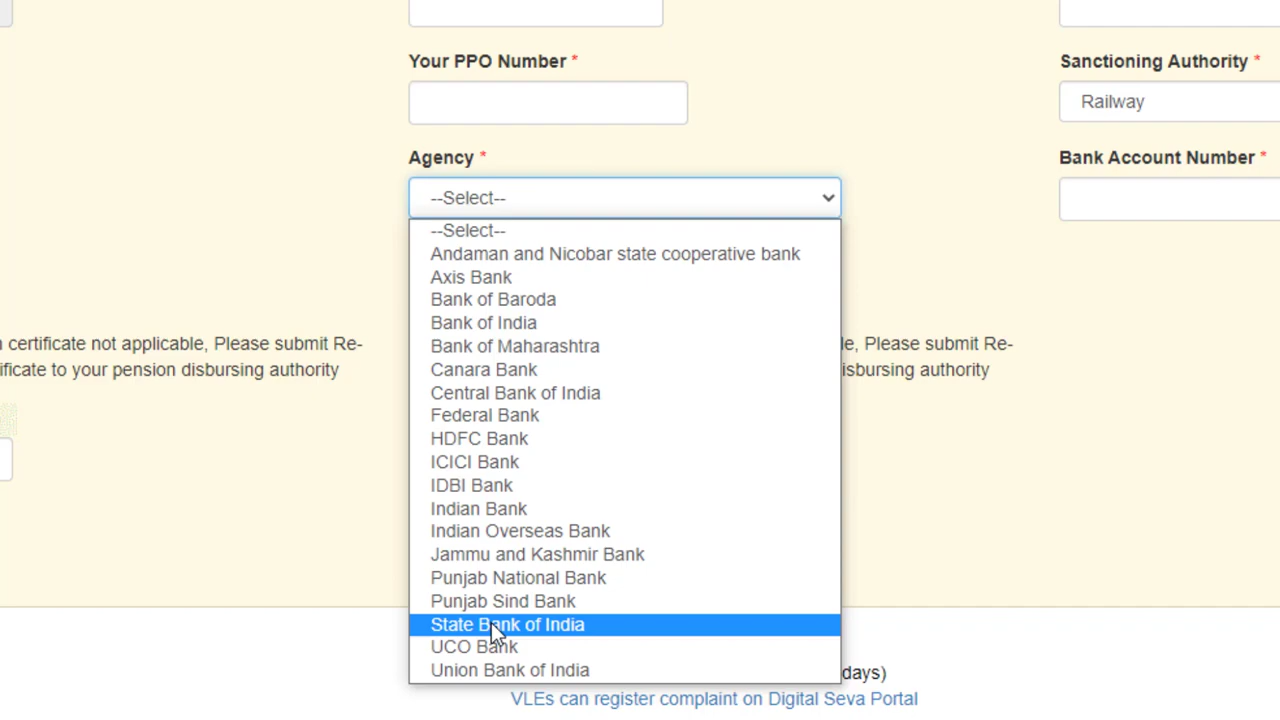 Your PPO Number *
Sanctioning Authority *
Railway
Agency *
Bank Account Number *
--Select--
--Select--
Andaman and Nicobar state cooperative bank
Axis Bank
Bank of Baroda
Bank of India
certificate not applicable, Please submit Re-
, Please submit Re-
Bank of Maharashtra
Canara Bank
to your pension disbursing authority
authority
Central Bank of India
Federal Bank
HDFC Bank
ICICI Bank
IDBI Bank
Indian Bank
Indian Overseas Bank
Jammu and Kashmir Bank
Punjab National Bank
Punjab Sind Bank
State Bank of India
UCO Bank
Union Bank of India
days)
VLEs can register complaint on Digital Seva Portal